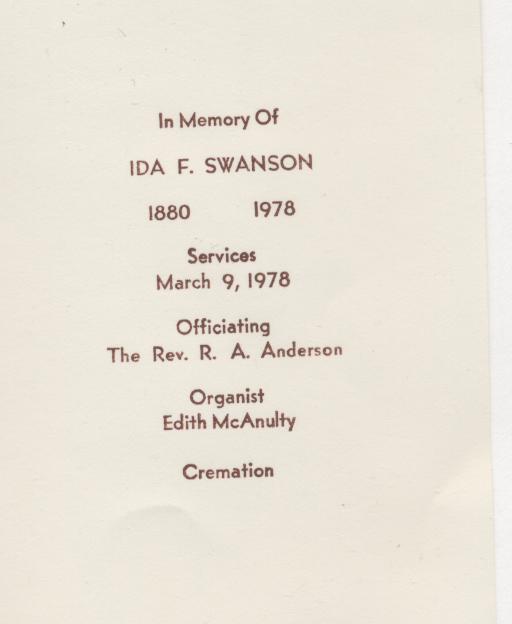 In Memory Of
IDA F. SWANSON
1880 1978
Services
March 9, 1978
Officiating
The Rev. R. A. Anderson
Organist
Edith McAnulty
Cremation